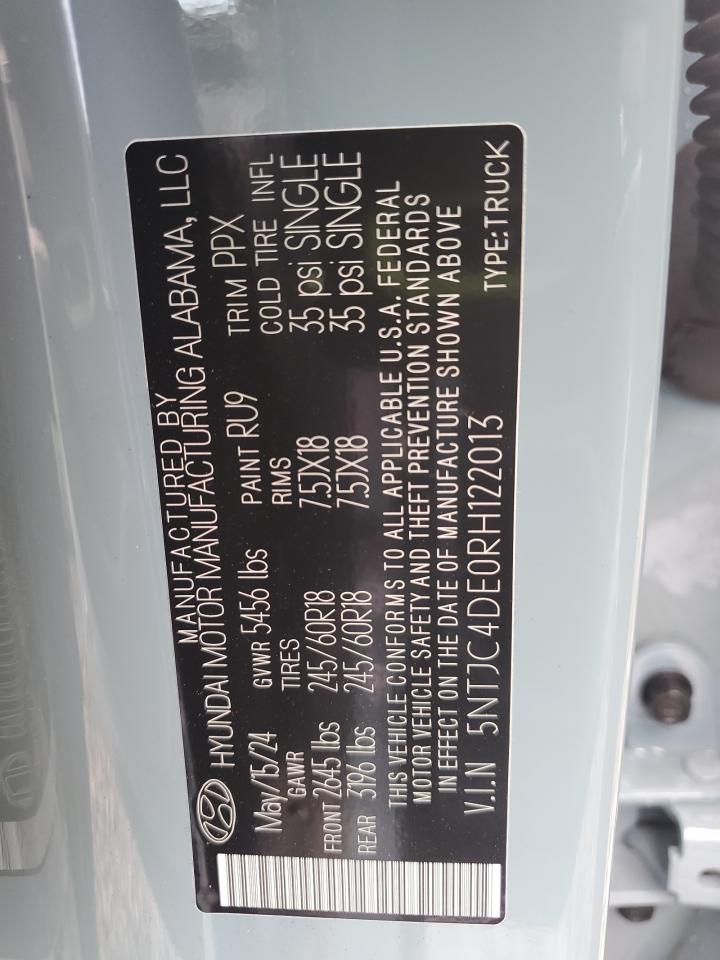 MANUFACTURED BY
HYUNDAI MOTOR MANUFACTURING ALABAMA, LLC
May/15/24 GVWR 5456 lbs PAINT RU9 TRIM PPX
GAWR TIRES RIMS COLD TIRE INFL
FRONT 2645 lbs 245/60R18 7.5JX18 35 psi SINGLE
REAR 3196 lbs 245/60R18 7.5JX18 35 psi SINGLE
THIS VEHICLE CONFORMS TO ALL APPLICABLE U.S.A. FEDERAL
MOTOR VEHICLE SAFETY AND THEFT PREVENTION STANDARDS
IN EFFECT ON THE DATE OF MANUFACTURE SHOWN ABOVE
V.I.N 5NTJC4DE0RH122013 TYPE:TRUCK